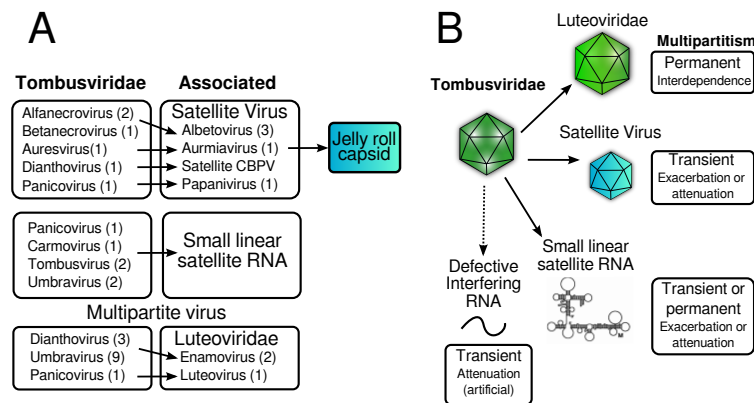 A
Tombusviridae
Associated
Alfanecrovirus (2)
Betanecrovirus (1)
Auresvirus(1)
Dianthovirus (1)
Panicovirus (1)
Satellite Virus
Albetovirus (3)
Aurmiavirus (1)
Satellite CBPV
Papanivirus (1)
Jelly roll
capsid
Panicovirus (1)
Carmovirus (1)
Tombusvirus (2)
Umbravirus (2)
Small linear
satellite RNA
Multipartite virus
Dianthovirus (3)
Umbravirus (9)
Panicovirus (1)
Luteoviridae
Enamovirus (2)
Luteovirus (1)
B
Luteoviridae
Multipartitism
Permanent
Interdependence
Tombusviridae
Satellite Virus
Transient
Exacerbation or
attenuation
Small linear
satellite RNA
Defective
Interfering
RNA
Transient or
permanent
Exacerbation or
attenuation
Transient
Attenuation
(artificial)